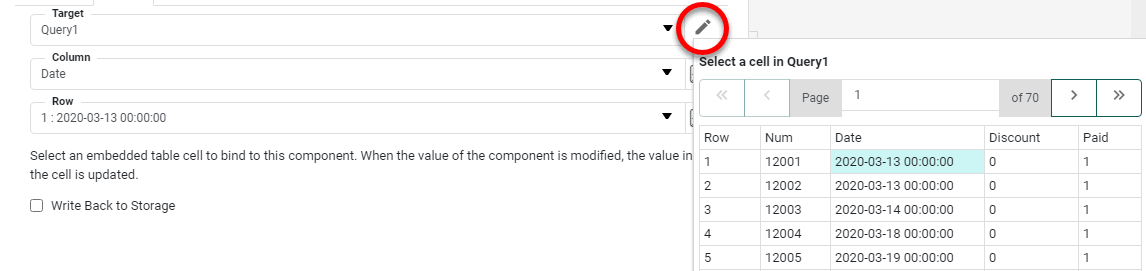 Target
Query1
Column
Date
Row
1 : 2020-03-13 00:00:00
Select an embedded table cell to bind to this component. When the value of the component is modified, the value in
the cell is updated.
Write Back to Storage
Select a cell in Query1
Page 1 of 70
Row Num Date Discount Paid
1 12001 2020-03-13 00:00:00 0 1
2 12002 2020-03-13 00:00:00 0 1
3 12003 2020-03-14 00:00:00 0 1
4 12004 2020-03-18 00:00:00 0 1
5 12005 2020-03-19 00:00:00 0 1